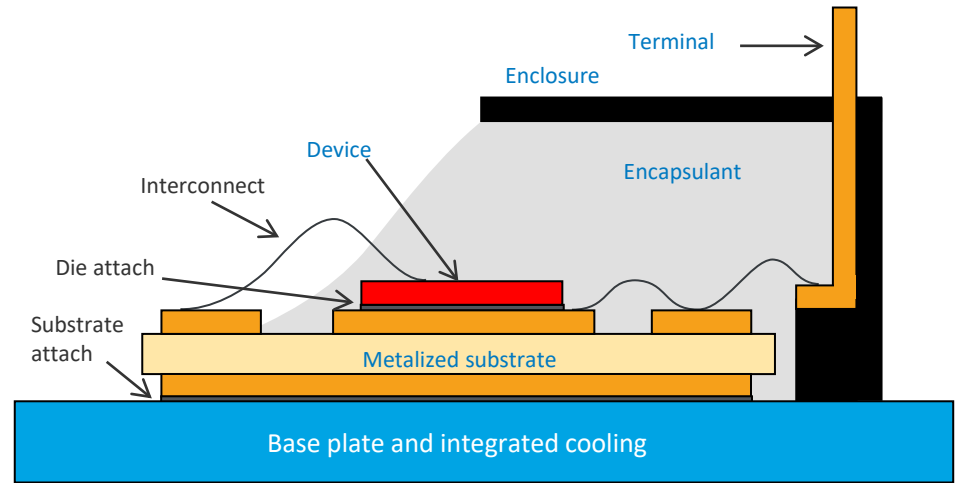 Terminal
Enclosure
Device
Encapsulant
Interconnect
Die attach
Substrate
attach
Metalized substrate
Base plate and integrated cooling